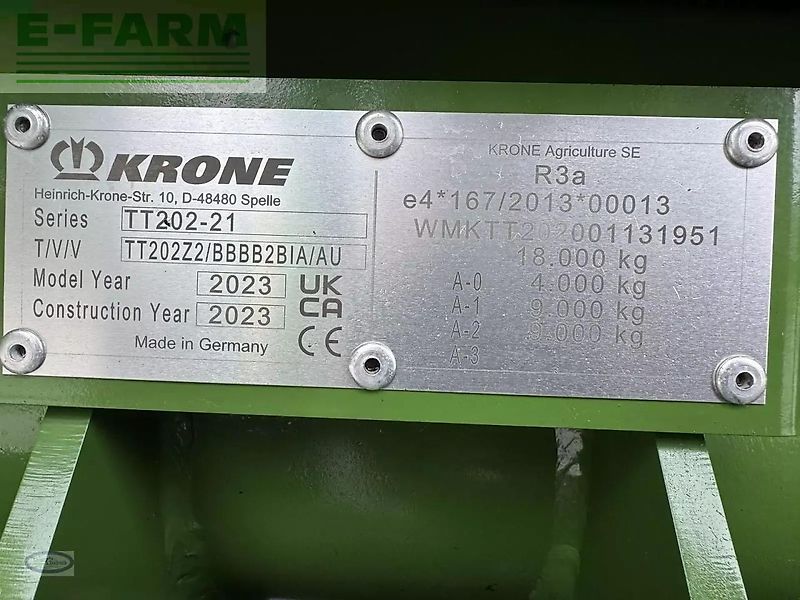 E-FARM
KRONE
Heinrich-Krone-Str. 10, D-48480 Spelle
Series TT202-21
T/V/V TT202Z2/BBBB2BIA/AU
Model Year 2023
Construction Year 2023
UK
CA
Made in Germany CE
KRONE Agriculture SE
R3a
e4*167/2013*00013
WMKTT202001131951
18.000 kg
A-0 4.000 kg
A-1 9.000 kg
A-2 9.000 kg
A-3